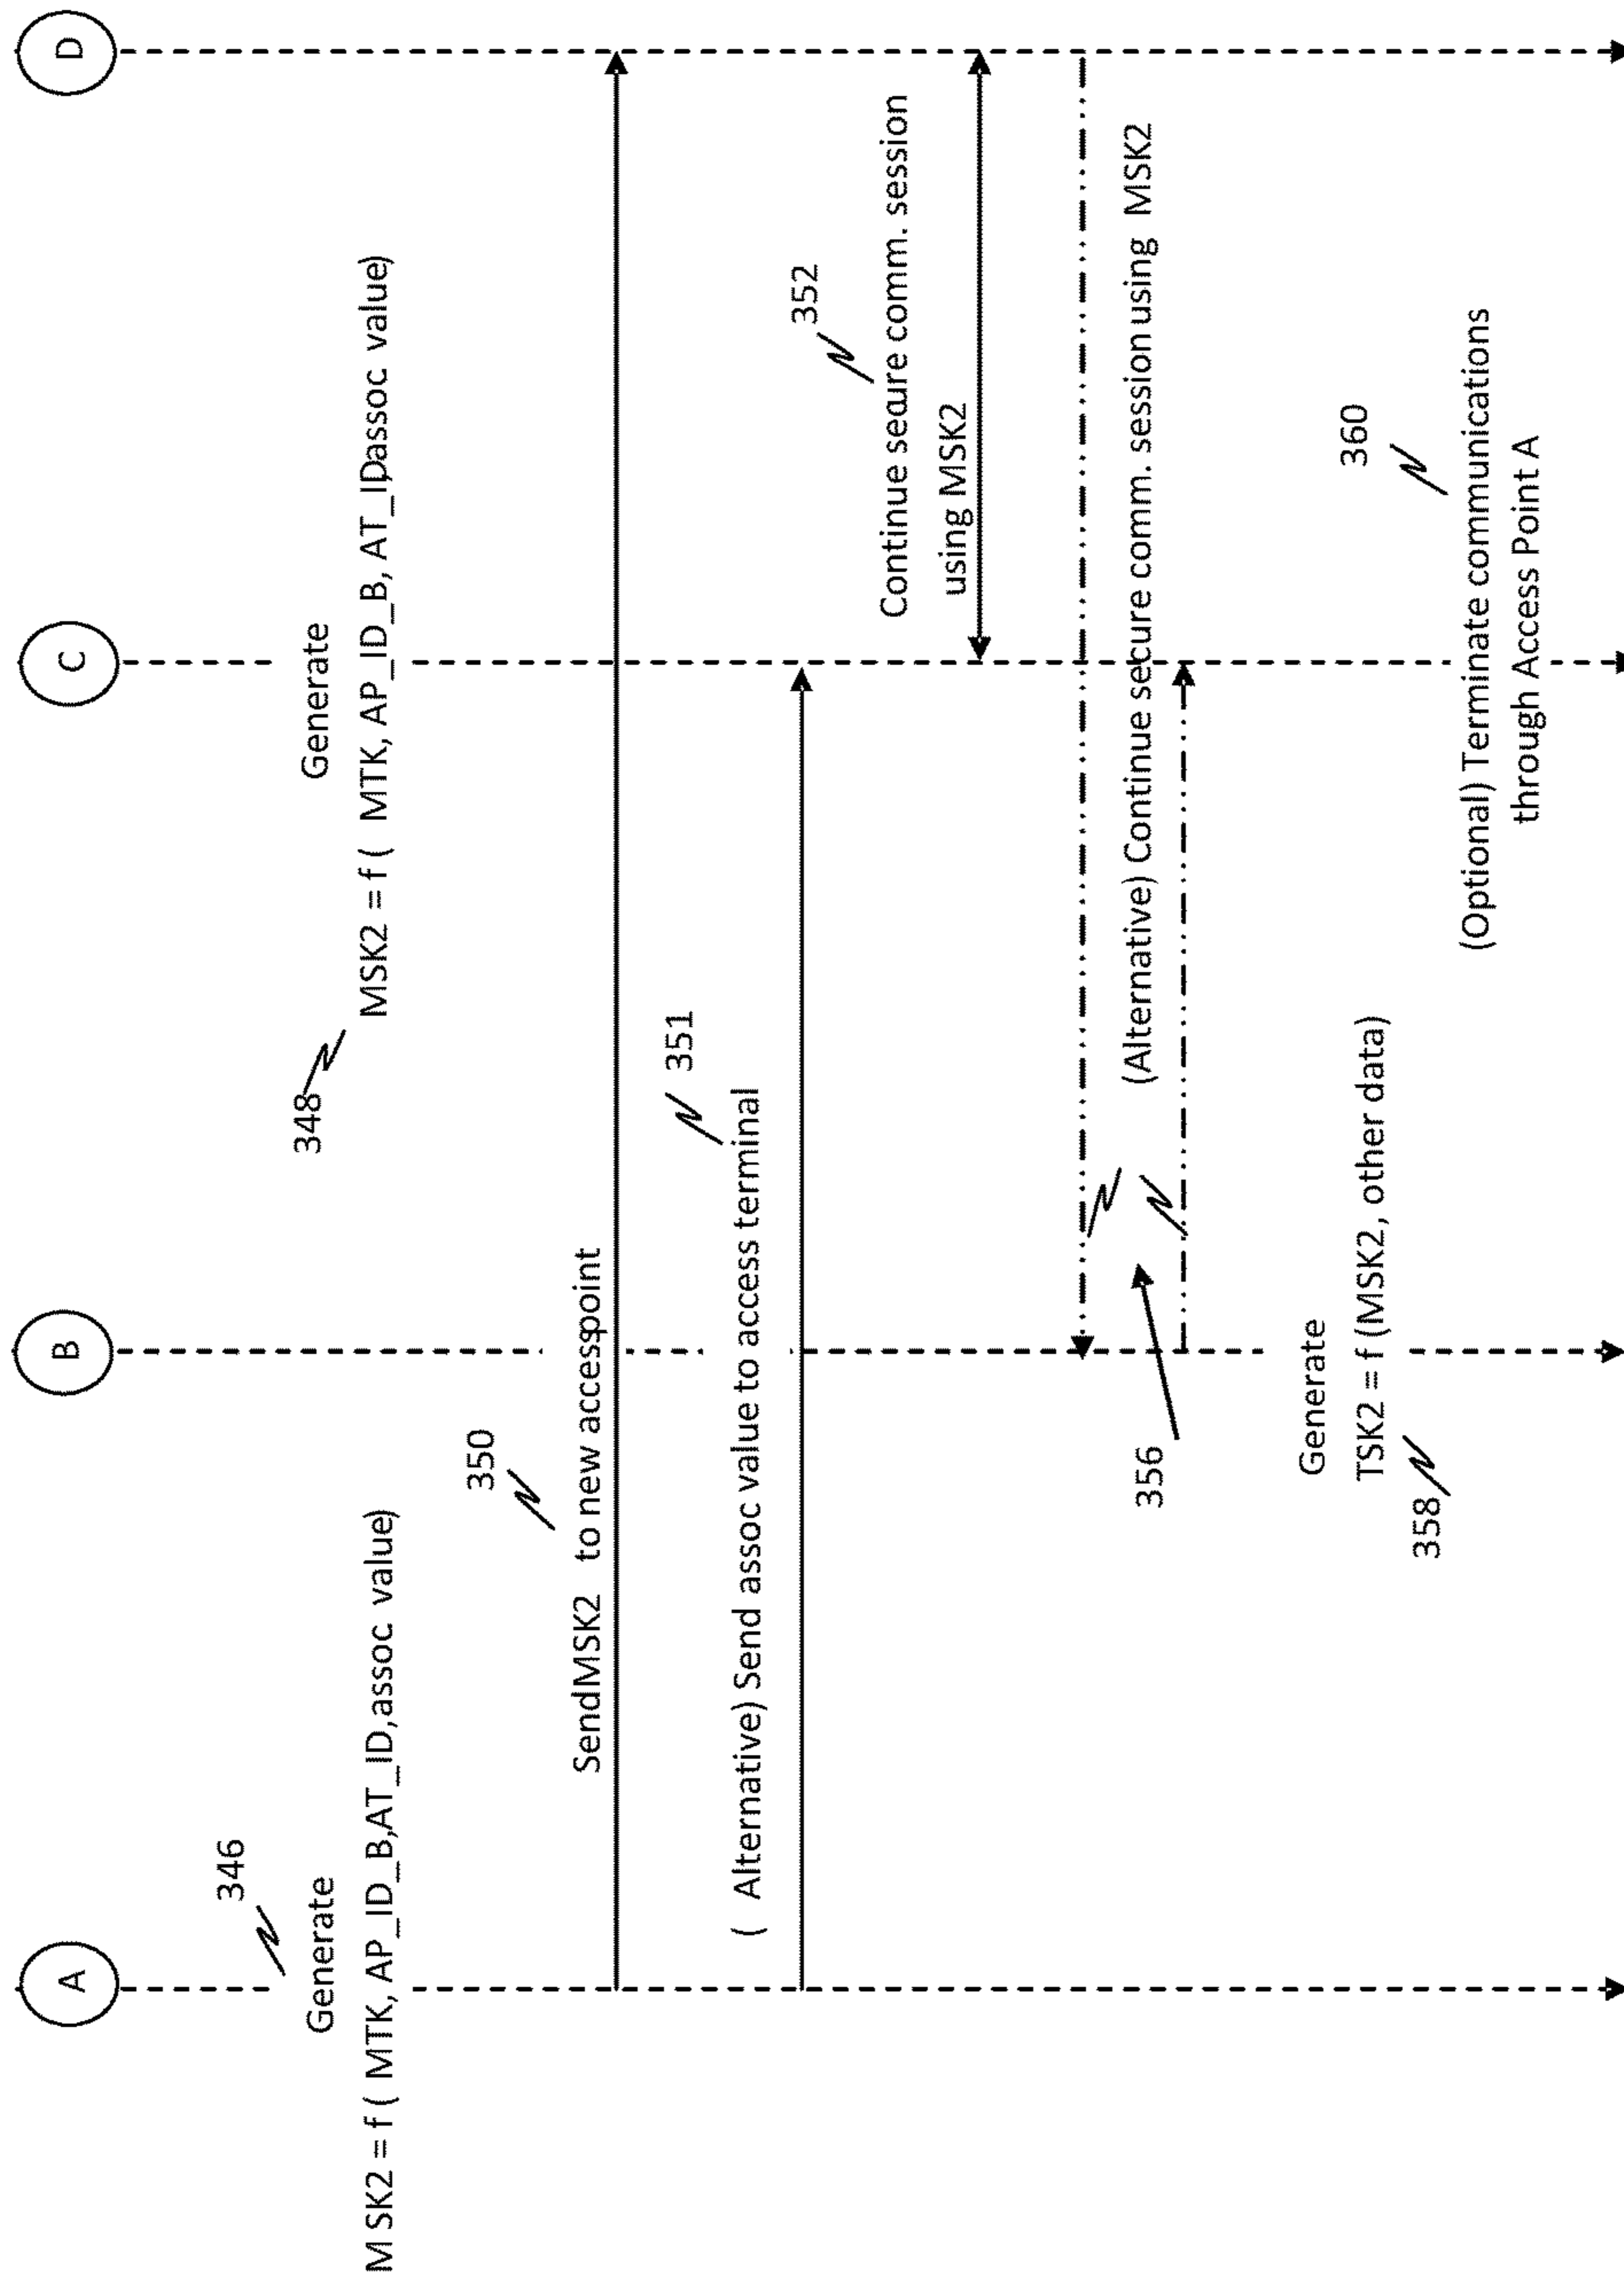 A
B
C
D
346
Generate
M SK2 = f ( MTK, AP_ID_B,AT_ID,assoc value)
348
Generate
MSK2 = f ( MTK, AP_ID_B, AT_IDassoc value)
350
SendMSK2 to new accesspoint
351
( Alternative) Send assoc value to access terminal
352
Continue secure comm. session
using MSK2
(Alternative) Continue secure comm. session using MSK2
356
Generate
TSK2 = f (MSK2, other data)
358
360
(Optional) Terminate communications
through Access Point A